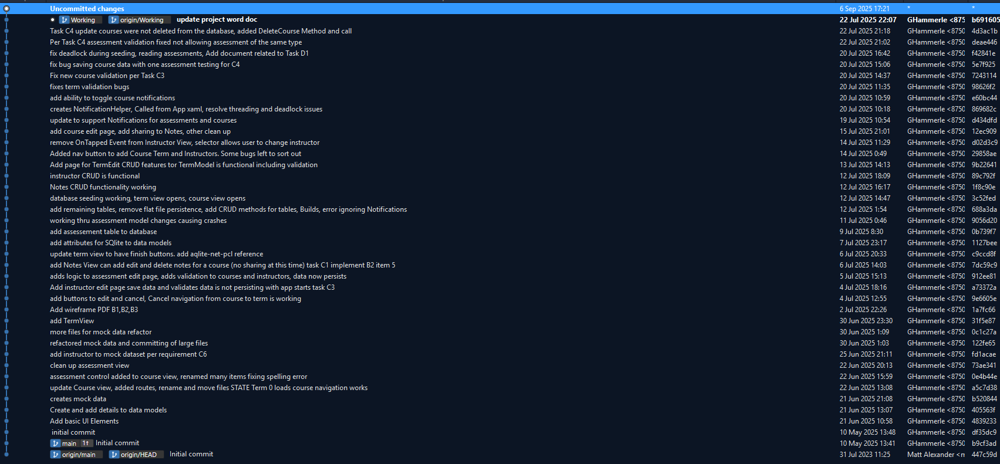 Uncommitted changes 6 Sep 2025 17:21 * *
Working origin/Working update project word doc 22 Jul 2025 22:07 GHammerle <875 b691605
Task C4 update courses were not deleted from the database, added DeleteCourse Method and call 22 Jul 2025 21:18 GHammerle <8750 4d3ac1b
Per Task C4 assessment validation fixed not allowing assessment of the same type 22 Jul 2025 21:02 GHammerle <8750 deae446
fix deadlock during seeding, reading assessments, Add document related to Task D1 20 Jul 2025 16:42 GHammerle <8750 f42841e
fix bug saving course data with one assessment testing for C4 20 Jul 2025 15:06 GHammerle <8750 5e7f925
Fix new course validation per Task C3 20 Jul 2025 14:37 GHammerle <8750 7243114
fixes term validation bugs 20 Jul 2025 11:35 GHammerle <8750 98626f2
add ability to toggle course notifications 20 Jul 2025 10:59 GHammerle <8750 e60bc44
creates NotificationHelper, Called from App xaml, resolve threading and deadlock issues 20 Jul 2025 10:18 GHammerle <8750 869682c
update to support Notifications for assessments and courses 19 Jul 2025 10:54 GHammerle <8750 d434dfd
add course edit page, add sharing to Notes, other clean up 15 Jul 2025 21:01 GHammerle <8750 12ec909
remove OnTapped Event from Instructor View, selector allows user to change instructor 14 Jul 2025 11:29 GHammerle <8750 d02d3c9
Added nav button to add Course Term and Instructors. Some bugs left to sort out 14 Jul 2025 0:49 GHammerle <8750 29858ae
Add page for TermEdit CRUD features tor TermModel is functional including validation 13 Jul 2025 14:13 GHammerle <8750 9b22641
instructor CRUD is functional 12 Jul 2025 18:09 GHammerle <8750 89c792f
Notes CRUD functionality working 12 Jul 2025 16:17 GHammerle <8750 1f8c90e
database seeding working, term view opens, course view opens 12 Jul 2025 14:47 GHammerle <8750 3c52fed
add remaining tables, remove flat file persistence, add CRUD methods for tables, Builds, error ignoring Notifications 12 Jul 2025 1:54 GHammerle <8750 688a3da
working thru assessment model changes causing crashes 11 Jul 2025 0:46 GHammerle <8750 9056d20
add assessement table to database 9 Jul 2025 8:30 GHammerle <8750 0b739f7
add attributes for SQlite to data models 7 Jul 2025 23:17 GHammerle <8750 1127bee
update term view to have finish buttons. add aqlite-net-pcl reference 6 Jul 2025 20:33 GHammerle <8750 c9ccd8f
add Notes View can add edit and delete notes for a course (no sharing at this time) task C1 implement B2 item 5 6 Jul 2025 14:03 GHammerle <8750 7dc59c9
adds logic to assessment edit page, adds validation to courses and instructors, data now persists 5 Jul 2025 15:13 GHammerle <8750 912ee81
Add instructor edit page save data and validates data is not persisting with app starts task C3 4 Jul 2025 18:16 GHammerle <8750 a73372a
add buttons to edit and cancel, Cancel navigation from course to term is working 4 Jul 2025 12:55 GHammerle <8750 9e6605e
Add wireframe PDF B1,B2,B3 2 Jul 2025 22:26 GHammerle <8750 1a7fc66
add TermView 30 Jun 2025 23:30 GHammerle <8750 31f5e87
more files for mock data refactor 30 Jun 2025 1:09 GHammerle <8750 0c1c27a
refactored mock data and committing of large files 30 Jun 2025 1:03 GHammerle <8750 122fe65
add instructor to mock dataset per requirement C6 25 Jun 2025 21:11 GHammerle <8750 fd1acae
clean up assessment view 22 Jun 2025 20:13 GHammerle <8750 73ae341
assessment control added to course view, renamed many items fixing spelling error 22 Jun 2025 15:59 GHammerle <8750 0e4b44e
update Course view, added routes, rename and move files STATE Term 0 loads course navigation works 22 Jun 2025 13:08 GHammerle <8750 a5c7d38
creates mock data 21 Jun 2025 21:08 GHammerle <8750 b520844
Create and add details to data models 21 Jun 2025 13:07 GHammerle <8750 405563f
Add basic UI Elements 21 Jun 2025 10:58 GHammerle <8750 4839233
initial commit 10 May 2025 13:48 GHammerle <8750 df35dc9
main 1↑ Initial commit 10 May 2025 13:41 GHammerle <8750 b9cf3ad
origin/main origin/HEAD Initial commit 31 Jul 2023 11:25 Matt Alexander <m 447c59d